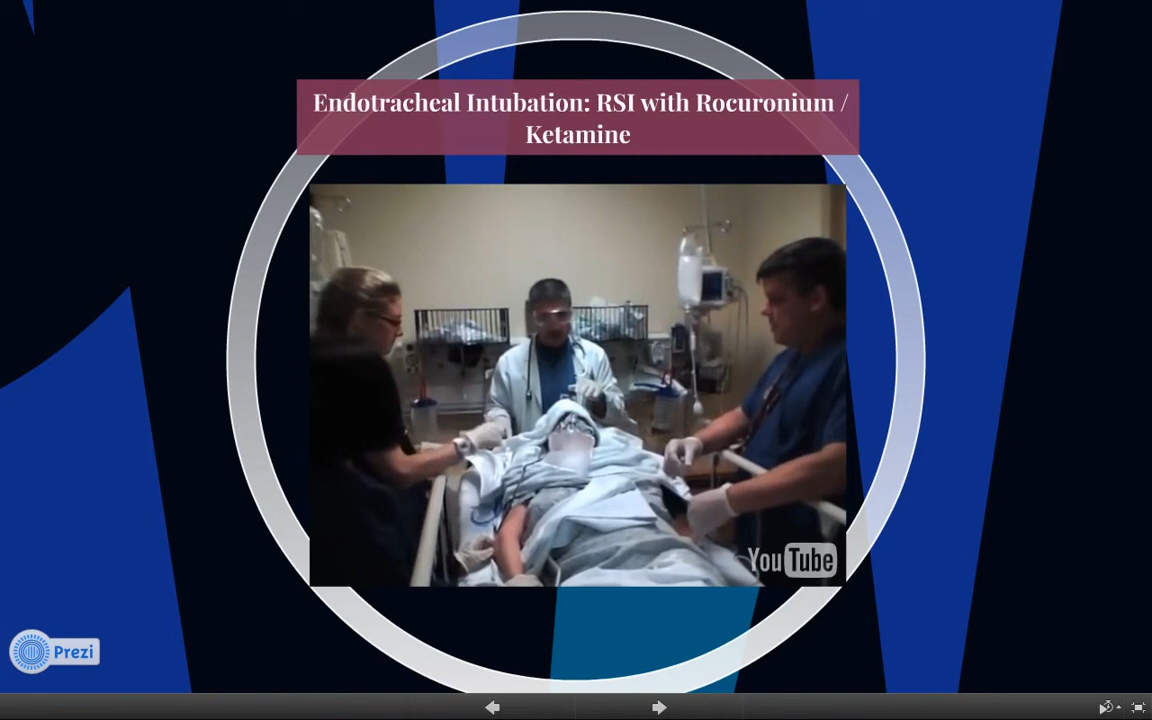 Endotracheal Intubation: RSI with Rocuronium /
Ketamine
YouTube
Prezi